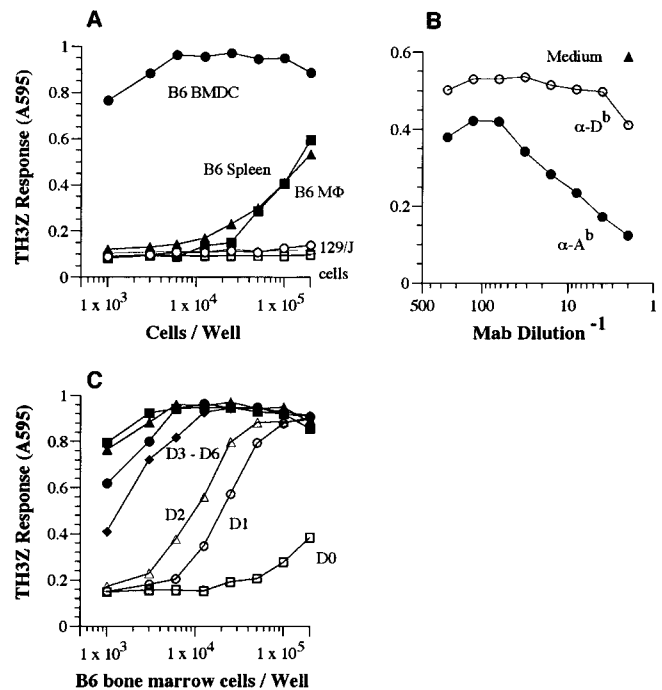 A
TH3Z Response (A595)
1
0.8
0.6
0.4
0.2
0
B6 BMDC
B6 Spleen
B6 MΦ
129/J
cells
1 x 10³
1 x 10⁴
1 x 10⁵
Cells / Well
B
0.6
0.4
0.2
0
Medium
α-Dᵇ
α-Aᵇ
500
100
10
1
Mab Dilution⁻¹
C
TH3Z Response (A595)
1
0.8
0.6
0.4
0.2
0
D3 - D6
D2
D1
D0
1 x 10³
1 x 10⁴
1 x 10⁵
B6 bone marrow cells / Well